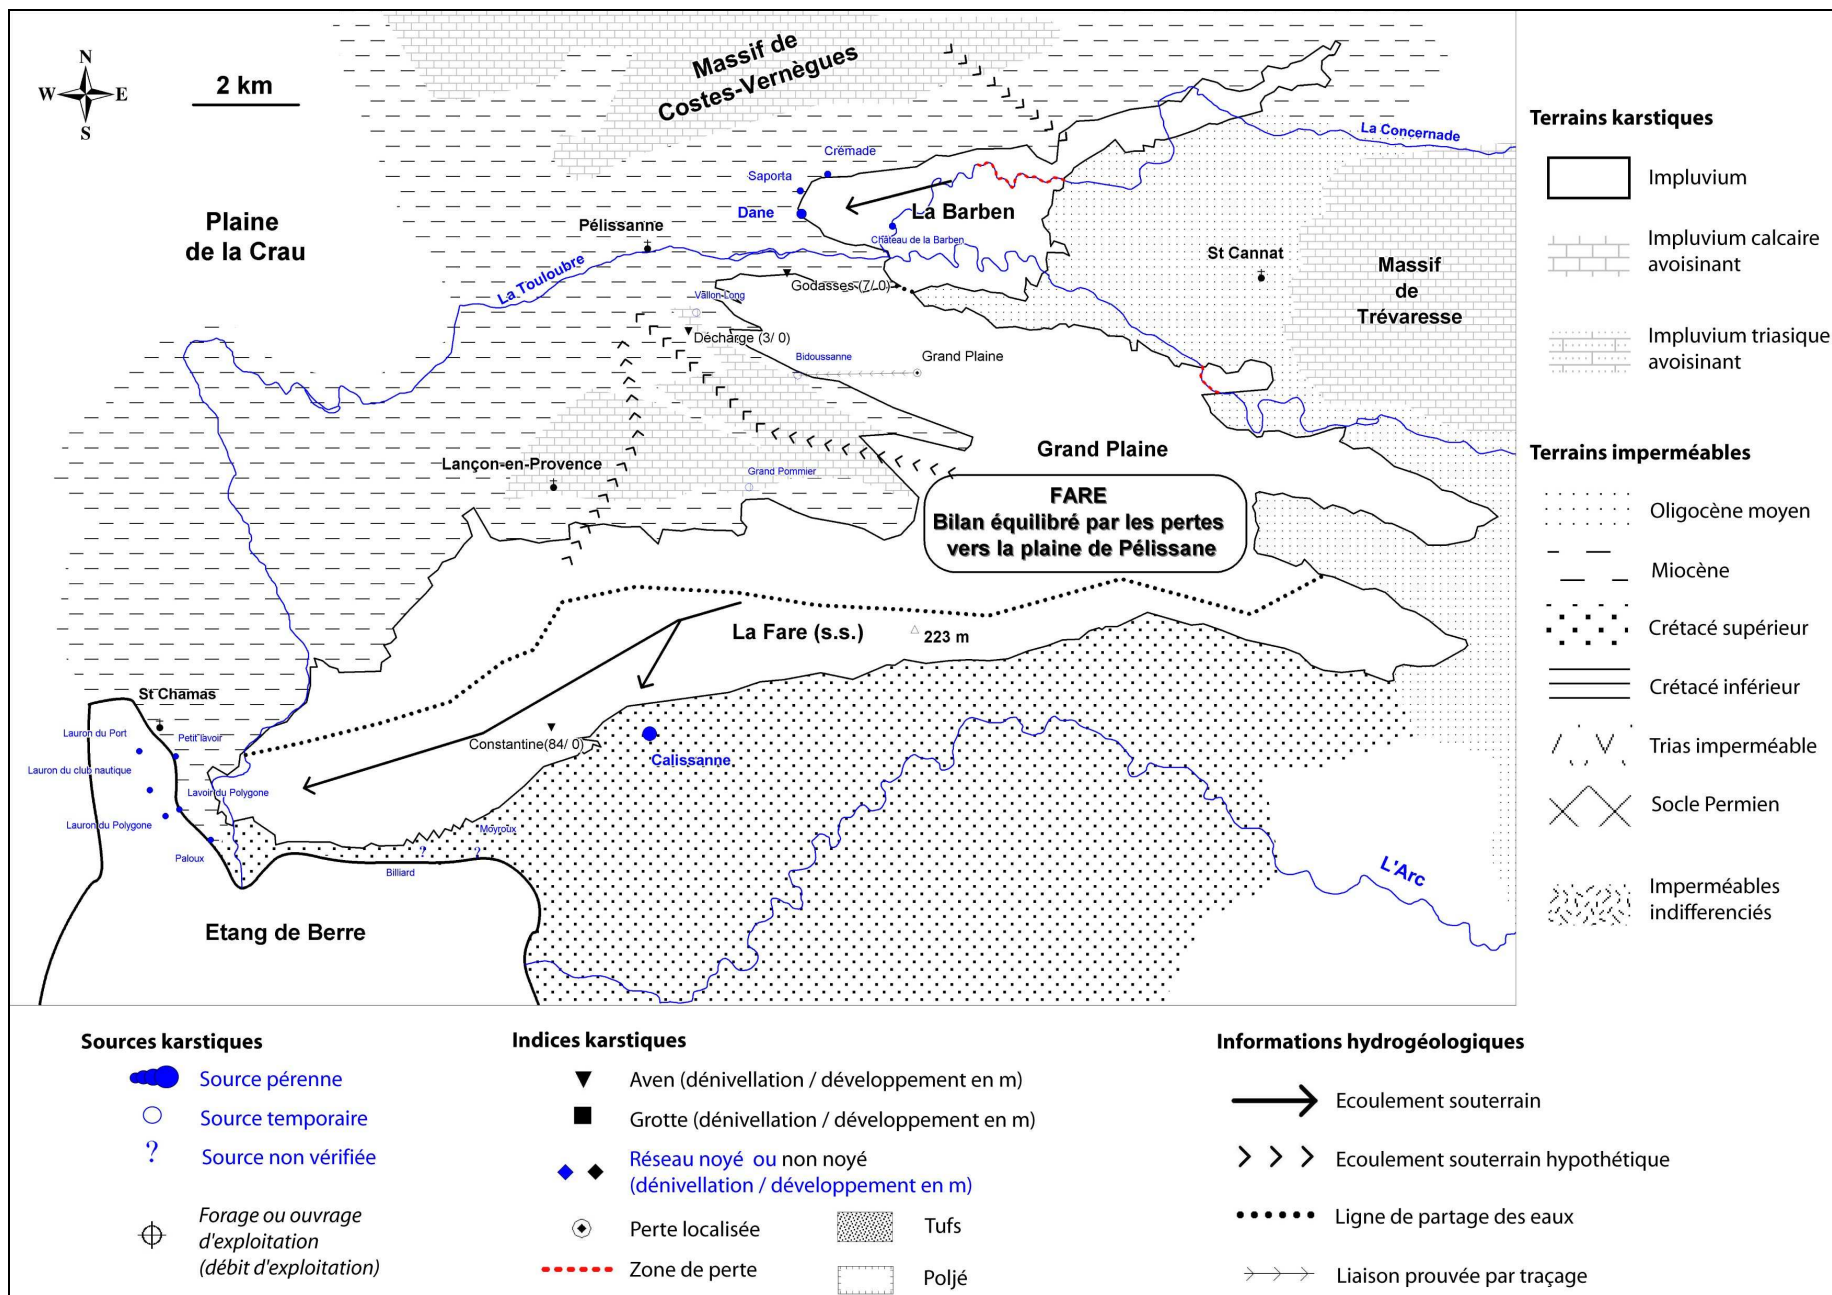 N
W E
S
2 km
Massif de
Costes-Vernègues
La Concernade
Crémade
Saporta
Dane
La Barben
Château de la Barben
Plaine
de la Crau
Pélissanne
La Touloubre
St Cannat
Massif
de
Trévaresse
Godasses (7/ 0)
Vallon-Long
Décharge (3/ 0)
Bidoussanne
Grand Plaine
Lançon-en-Provence
Grand Pommier
Grand Plaine
FARE
Bilan équilibré par les pertes
vers la plaine de Pélissane
La Fare (s.s.)
223 m
St Chamas
Lauron du Port
Petit lavoir
Lauron du club nautique
Lavoir du Polygone
Lauron du Polygone
Paloux
Constantine(84/ 0)
Calissanne
Moyroux
?
?
Billiard
L'Arc
Etang de Berre
Terrains karstiques
Impluvium
Impluvium calcaire
avoisinant
Impluvium triasique
avoisinant
Terrains imperméables
Oligocène moyen
Miocène
Crétacé supérieur
Crétacé inférieur
Trias imperméable
Socle Permien
Imperméables
indifferenciés
Sources karstiques
Source pérenne
Source temporaire
? Source non vérifiée
Forage ou ouvrage
d'exploitation
(débit d'exploitation)
Indices karstiques
Aven (dénivellation / développement en m)
Grotte (dénivellation / développement en m)
Réseau noyé ou non noyé
(dénivellation / développement en m)
Perte localisée
Zone de perte
Tufs
Poljé
Informations hydrogéologiques
Ecoulement souterrain
Ecoulement souterrain hypothétique
Ligne de partage des eaux
Liaison prouvée par traçage